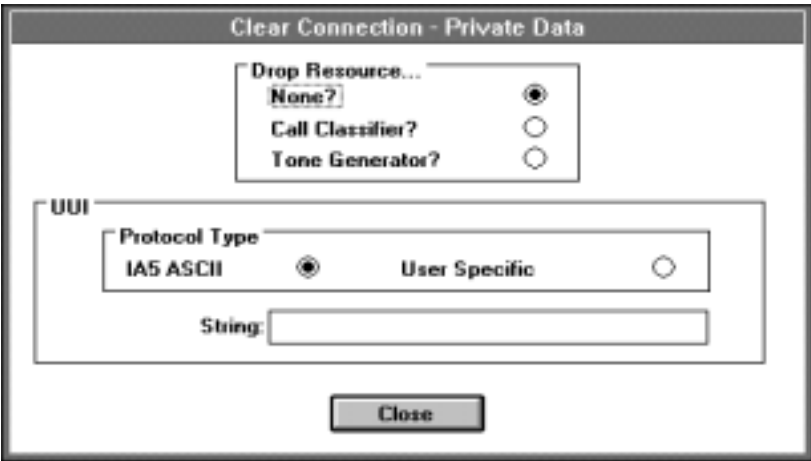 Clear Connection - Private Data
Drop Resource...
None?
Call Classifier?
Tone Generator?
UUI
Protocol Type
IA5 ASCII User Specific
String:
Close